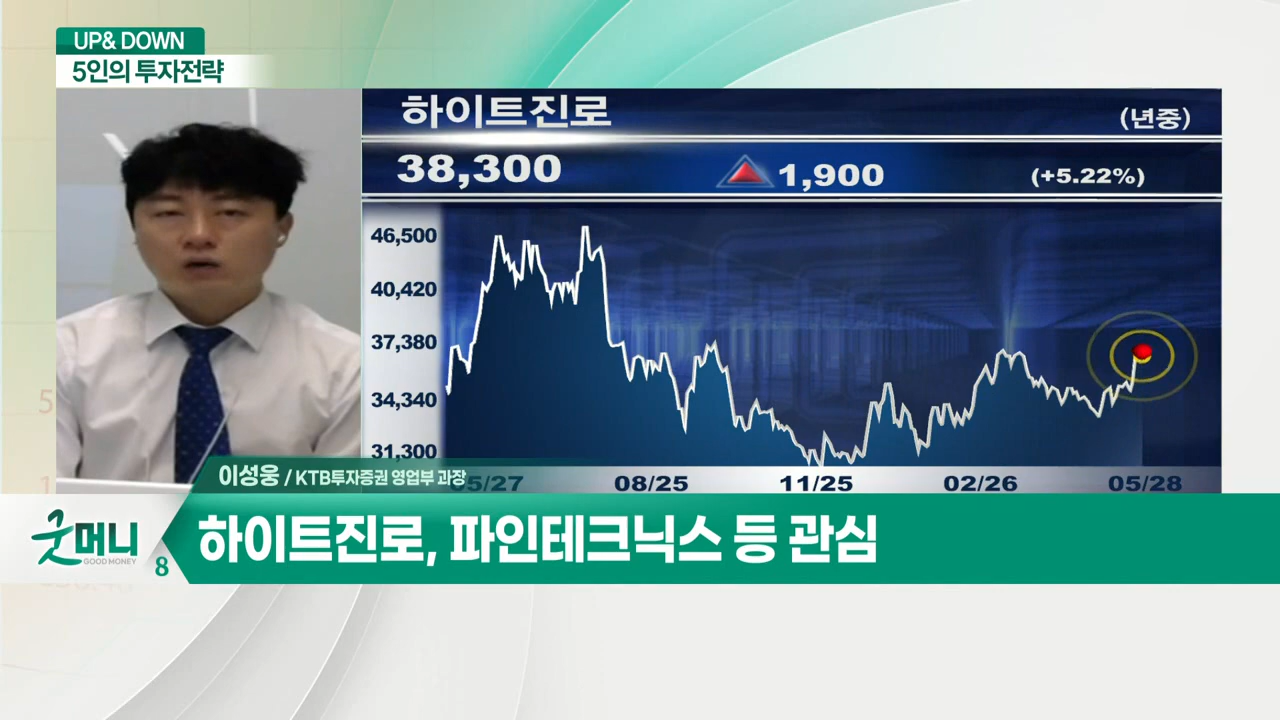 UP& DOWN
5인의 투자전략
하이트진로
(년중)
38,300
1,900
(+5.22%)
46,500
40,420
37,380
34,340
31,300
05/27
08/25
11/25
02/26
05/28
이성웅 / KTB투자증권 영업부 과장
굿머니
GOOD MONEY
8
하이트진로, 파인테크닉스 등 관심